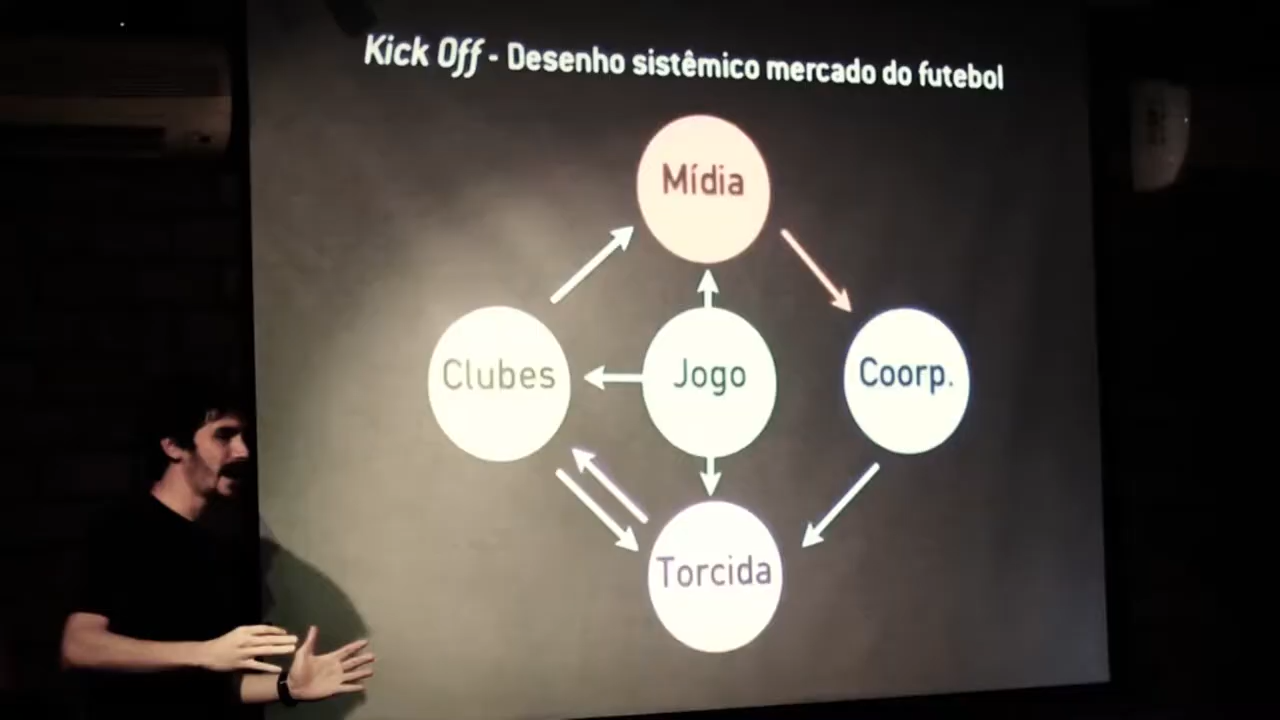 Kick Off - Desenho sistêmico mercado do futebol
Mídia
Clubes
Jogo
Coorp.
Torcida